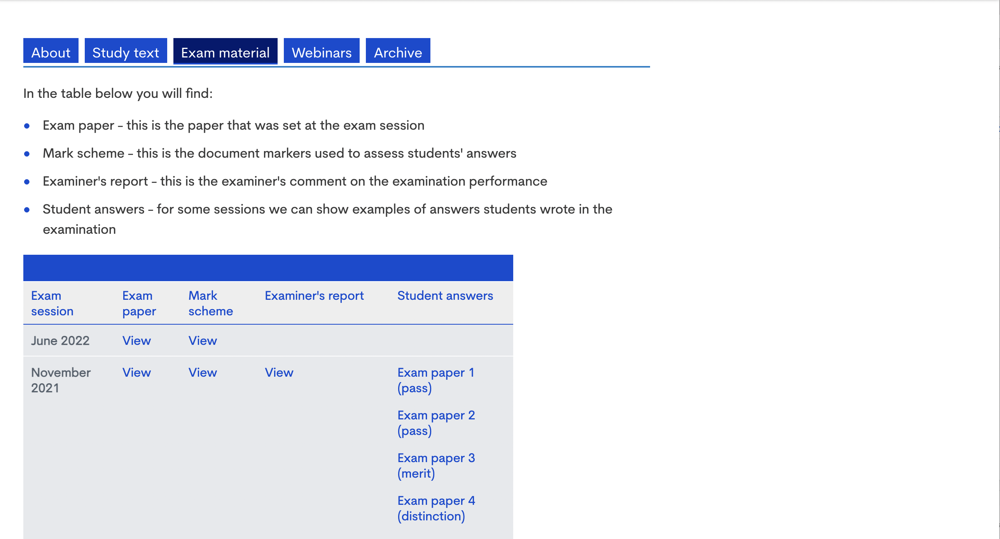 About
Study text
Exam material
Webinars
Archive
In the table below you will find:
Exam paper - this is the paper that was set at the exam session
Mark scheme - this is the document markers used to assess students' answers
Examiner's report - this is the examiner's comment on the examination performance
Student answers - for some sessions we can show examples of answers students wrote in the
examination
Exam session
Exam paper
Mark scheme
Examiner's report
Student answers
June 2022
View
View
November 2021
View
View
View
Exam paper 1
(pass)
Exam paper 2
(pass)
Exam paper 3
(merit)
Exam paper 4
(distinction)